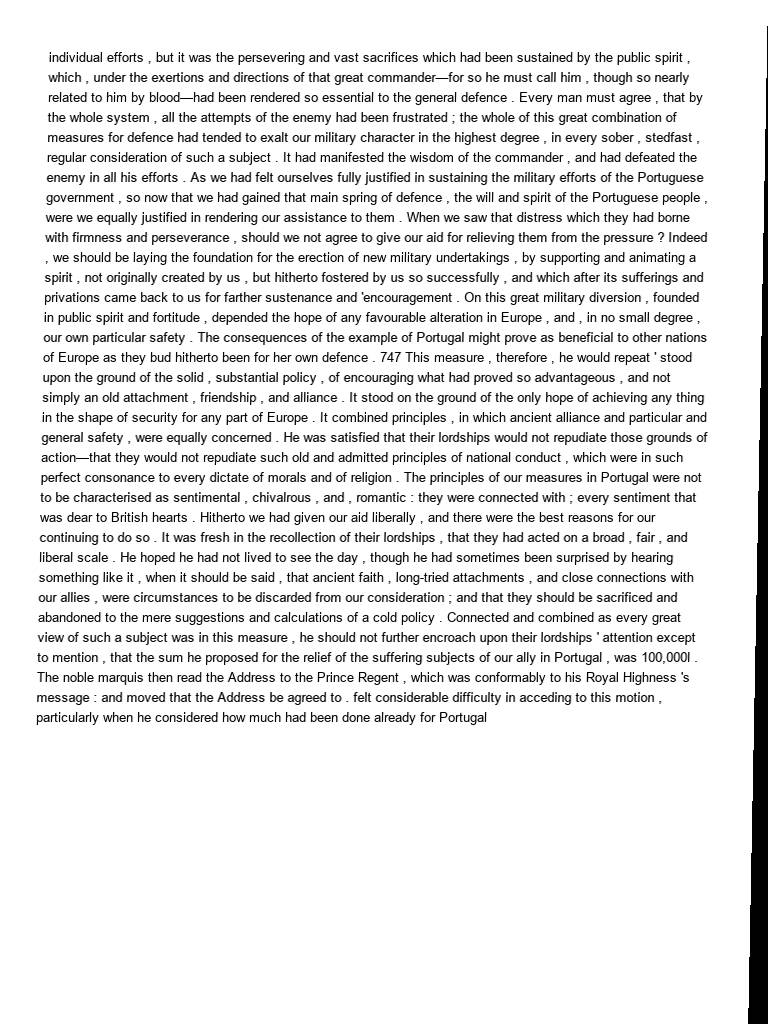 individual efforts , but it was the persevering and vast sacrifices which had been sustained by the public spirit ,
which , under the exertions and directions of that great commander—for so he must call him , though so nearly
related to him by blood—had been rendered so essential to the general defence . Every man must agree , that by
the whole system , all the attempts of the enemy had been frustrated ; the whole of this great combination of
measures for defence had tended to exalt our military character in the highest degree , in every sober , stedfast ,
regular consideration of such a subject . It had manifested the wisdom of the commander , and had defeated the
enemy in all his efforts . As we had felt ourselves fully justified in sustaining the military efforts of the Portuguese
government , so now that we had gained that main spring of defence , the will and spirit of the Portuguese people ,
were we equally justified in rendering our assistance to them . When we saw that distress which they had borne
with firmness and perseverance , should we not agree to give our aid for relieving them from the pressure ? Indeed
, we should be laying the foundation for the erection of new military undertakings , by supporting and animating a
spirit , not originally created by us , but hitherto fostered by us so successfully , and which after its sufferings and
privations came back to us for farther sustenance and 'encouragement . On this great military diversion , founded
in public spirit and fortitude , depended the hope of any favourable alteration in Europe , and , in no small degree ,
our own particular safety . The consequences of the example of Portugal might prove as beneficial to other nations
of Europe as they bud hitherto been for her own defence . 747 This measure , therefore , he would repeat ' stood
upon the ground of the solid , substantial policy , of encouraging what had proved so advantageous , and not
simply an old attachment , friendship , and alliance . It stood on the ground of the only hope of achieving any thing
in the shape of security for any part of Europe . It combined principles , in which ancient alliance and particular and
general safety , were equally concerned . He was satisfied that their lordships would not repudiate those grounds of
action—that they would not repudiate such old and admitted principles of national conduct , which were in such
perfect consonance to every dictate of morals and of religion . The principles of our measures in Portugal were not
to be characterised as sentimental , chivalrous , and , romantic : they were connected with ; every sentiment that
was dear to British hearts . Hitherto we had given our aid liberally , and there were the best reasons for our
continuing to do so . It was fresh in the recollection of their lordships , that they had acted on a broad , fair , and
liberal scale . He hoped he had not lived to see the day , though he had sometimes been surprised by hearing
something like it , when it should be said , that ancient faith , long-tried attachments , and close connections with
our allies , were circumstances to be discarded from our consideration ; and that they should be sacrificed and
abandoned to the mere suggestions and calculations of a cold policy . Connected and combined as every great
view of such a subject was in this measure , he should not further encroach upon their lordships ' attention except
to mention , that the sum he proposed for the relief of the suffering subjects of our ally in Portugal , was 100,000l .
The noble marquis then read the Address to the Prince Regent , which was conformably to his Royal Highness 's
message : and moved that the Address be agreed to . felt considerable difficulty in acceding to this motion ,
particularly when he considered how much had been done already for Portugal